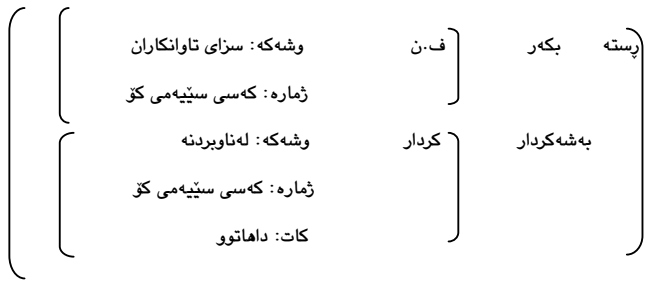 ڕستە بکەر ف.ن وشەکە: سزای تاوانکاران
ژمارە: کەسی سێیەمی کۆ
بەشەکردار کردار وشەکە: لەناوبردنە
ژمارە: کەسی سێیەمی کۆ
کات: داهاتوو